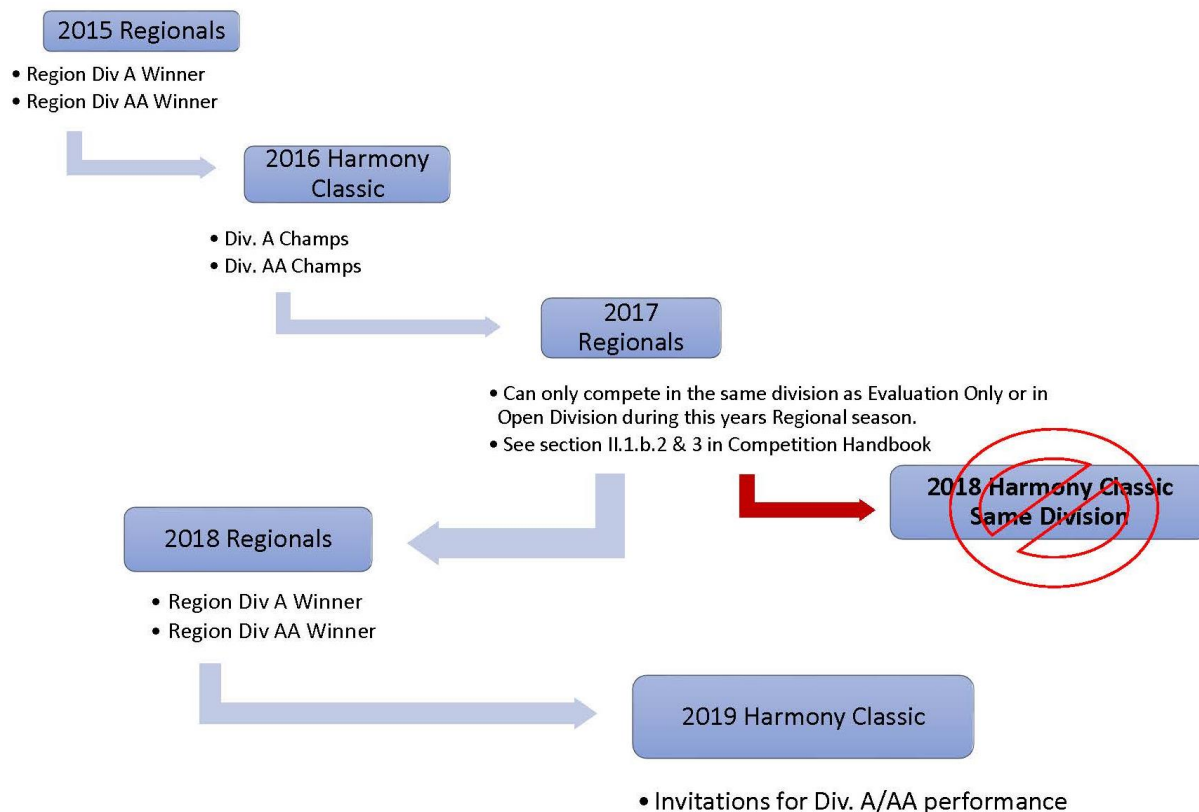 2015 Regionals
• Region Div A Winner
• Region Div AA Winner
2016 Harmony
Classic
• Div. A Champs
• Div. AA Champs
2017
Regionals
• Can only compete in the same division as Evaluation Only or in
Open Division during this years Regional season.
• See section II.1.b.2 & 3 in Competition Handbook
2018 Harmony Classic
Same Division
2018 Regionals
• Region Div A Winner
• Region Div AA Winner
2019 Harmony Classic
• Invitations for Div. A/AA performance